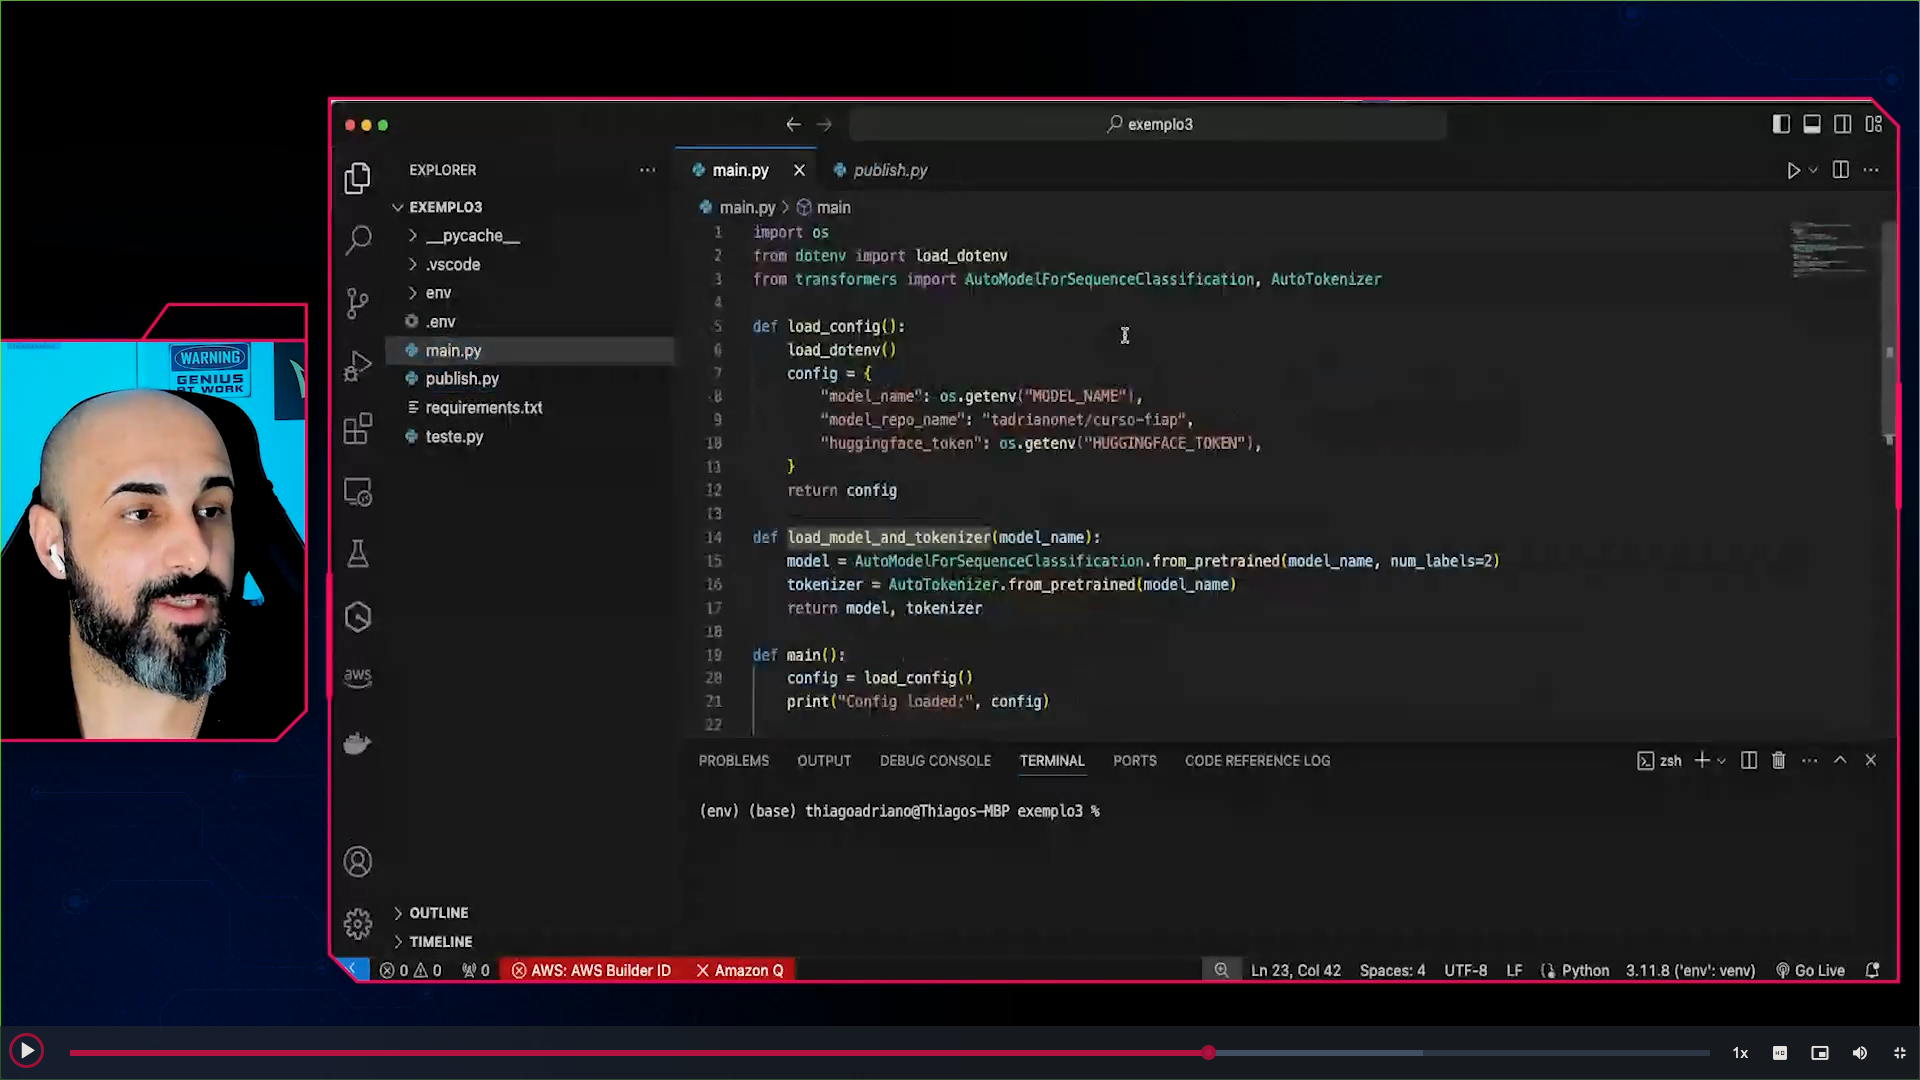 WARNING
GENIUS
AT WORK
exemplo3
EXPLORER
EXEMPLO3
__pycache__
.vscode
env
.env
main.py
publish.py
requirements.txt
teste.py
OUTLINE
TIMELINE
main.py
publish.py
main.py > main
1 import os
2 from dotenv import load_dotenv
3 from transformers import AutoModelForSequenceClassification, AutoTokenizer
4
5 def load_config():
6 load_dotenv()
7 config = {
8 "model_name": os.getenv("MODEL_NAME"),
9 "model_repo_name": "tadrianonet/curso-fiap",
10 "huggingface_token": os.getenv("HUGGINGFACE_TOKEN"),
11 }
12 return config
13
14 def load_model_and_tokenizer(model_name):
15 model = AutoModelForSequenceClassification.from_pretrained(model_name, num_labels=2)
16 tokenizer = AutoTokenizer.from_pretrained(model_name)
17 return model, tokenizer
18
19 def main():
20 config = load_config()
21 print("Config loaded:", config)
22
PROBLEMS OUTPUT DEBUG CONSOLE TERMINAL PORTS CODE REFERENCE LOG
zsh
(env) (base) thiagoadriano@Thiagos-MBP exemplo3 %
aws
0 0 0 AWS: AWS Builder ID Amazon Q Ln 23, Col 42 Spaces: 4 UTF-8 LF Python 3.11.8 ('env': venv) Go Live
1x HD